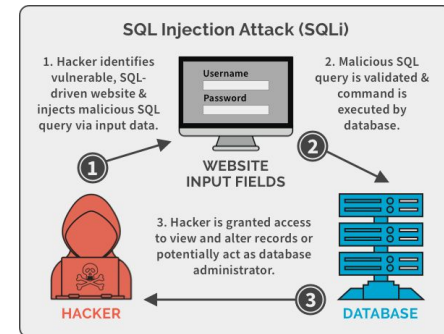 SQL Injection Attack (SQLi)
1. Hacker identifies
vulnerable, SQL-
driven website &
injects malicious SQL
query via input data.
Username
Password
WEBSITE
INPUT FIELDS
2. Malicious SQL
query is validated &
command is
executed by
database.
1
2
3. Hacker is granted access
to view and alter records or
potentially act as database
administrator.
3
HACKER
DATABASE